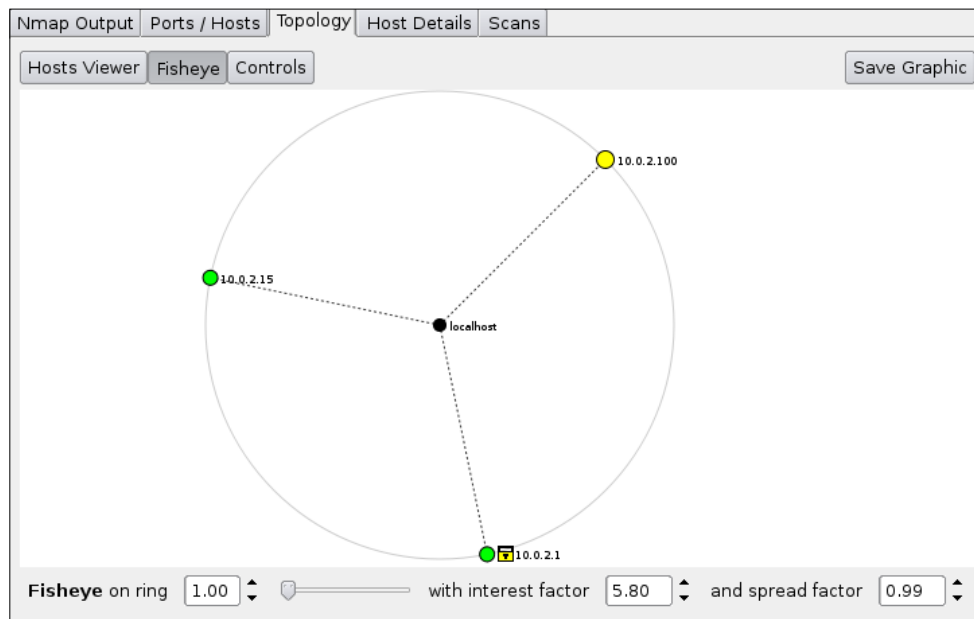 Nmap Output Ports / Hosts Topology Host Details Scans
Hosts Viewer Fisheye Controls Save Graphic
10.0.2.100
10.0.2.15
localhost
10.0.2.1
Fisheye on ring 1.00 with interest factor 5.80 and spread factor 0.99